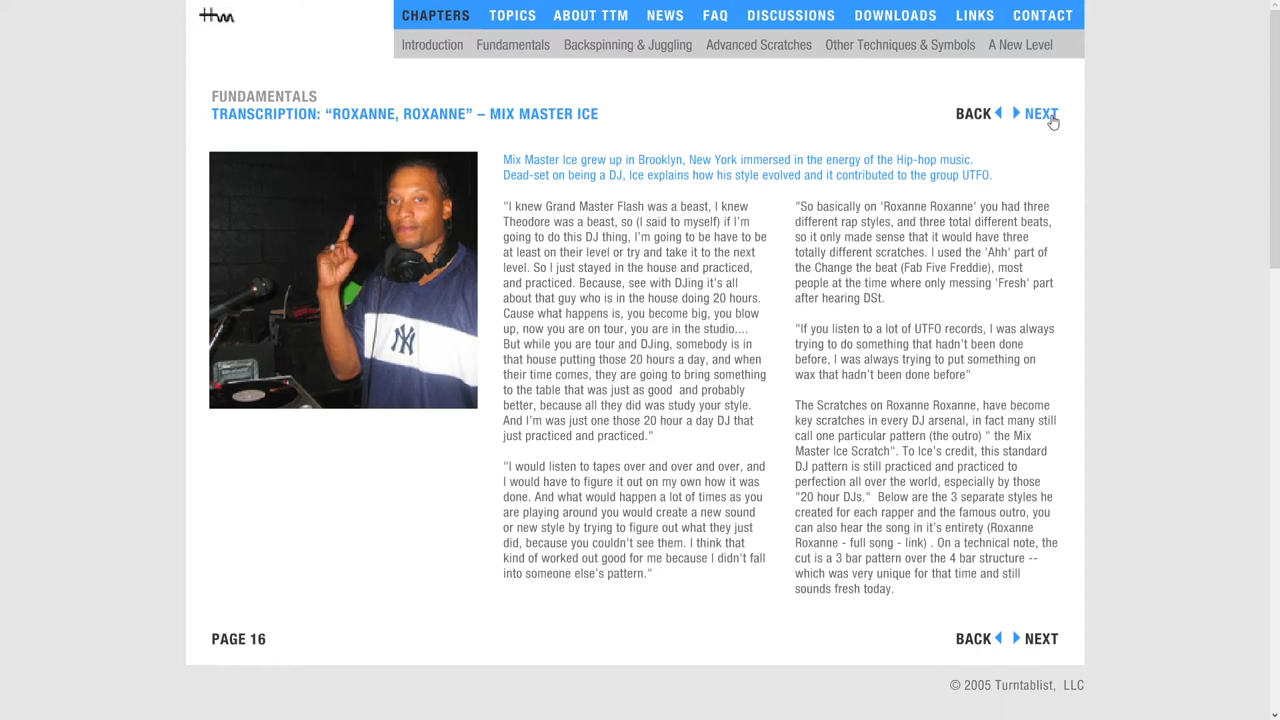 ttm
CHAPTERS TOPICS ABOUT TTM NEWS FAQ DISCUSSIONS DOWNLOADS LINKS CONTACT
Introduction Fundamentals Backspinning & Juggling Advanced Scratches Other Techniques & Symbols A New Level
FUNDAMENTALS
TRANSCRIPTION: “ROXANNE, ROXANNE” – MIX MASTER ICE
BACK NEXT
Mix Master Ice grew up in Brooklyn, New York immersed in the energy of the Hip-hop music.
Dead-set on being a DJ, Ice explains how his style evolved and it contributed to the group UTFO.
"I knew Grand Master Flash was a beast, I knew
Theodore was a beast, so (I said to myself) if I'm
going to do this DJ thing, I'm going to be have to be
at least on their level or try and take it to the next
level. So I just stayed in the house and practiced,
and practiced. Because, see with DJing it's all
about that guy who is in the house doing 20 hours.
Cause what happens is, you become big, you blow
up, now you are on tour, you are in the studio....
But while you are tour and DJing, somebody is in
that house putting those 20 hours a day, and when
their time comes, they are going to bring something
to the table that was just as good  and probably
better, because all they did was study your style.
And I'm was just one those 20 hour a day DJ that
just practiced and practiced."
"I would listen to tapes over and over and over, and
I would have to figure it out on my own how it was
done. And what would happen a lot of times as you
are playing around you would create a new sound
or new style by trying to figure out what they just
did, because you couldn't see them. I think that
kind of worked out good for me because I didn't fall
into someone else's pattern."
"So basically on 'Roxanne Roxanne' you had three
different rap styles, and three total different beats,
so it only made sense that it would have three
totally different scratches. I used the 'Ahh' part of
the Change the beat (Fab Five Freddie), most
people at the time where only messing 'Fresh' part
after hearing DSt.
"If you listen to a lot of UTFO records, I was always
trying to do something that hadn't been done
before, I was always trying to put something on
wax that hadn't been done before"
The Scratches on Roxanne Roxanne, have become
key scratches in every DJ arsenal, in fact many still
call one particular pattern (the outro) " the Mix
Master Ice Scratch". To Ice's credit, this standard
DJ pattern is still practiced and practiced to
perfection all over the world, especially by those
"20 hour DJs."  Below are the 3 separate styles he
created for each rapper and the famous outro, you
can also hear the song in it's entirety (Roxanne
Roxanne - full song - link) . On a technical note, the
cut is a 3 bar pattern over the 4 bar structure --
which was very unique for that time and still
sounds fresh today.
PAGE 16
BACK NEXT
© 2005 Turntablist, LLC